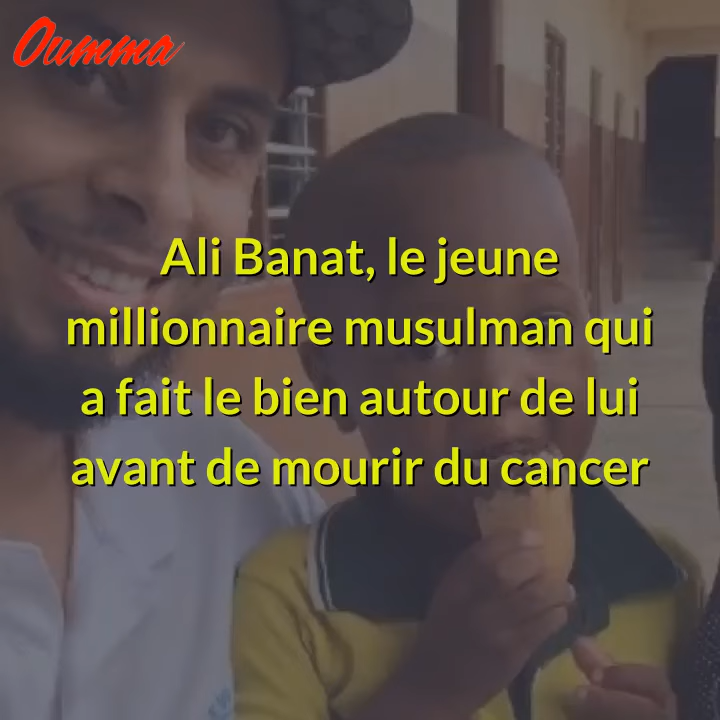 Oumma
Ali Banat, le jeune
millionnaire musulman qui
a fait le bien autour de lui
avant de mourir du cancer